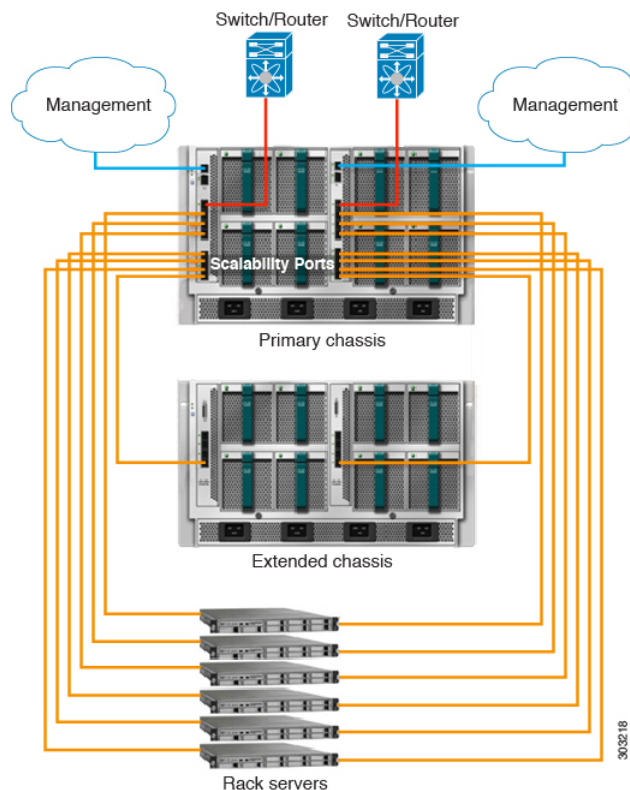 Switch/Router
Switch/Router
Management
Management
Scalability Ports
Primary chassis
Extended chassis
Rack servers
303218